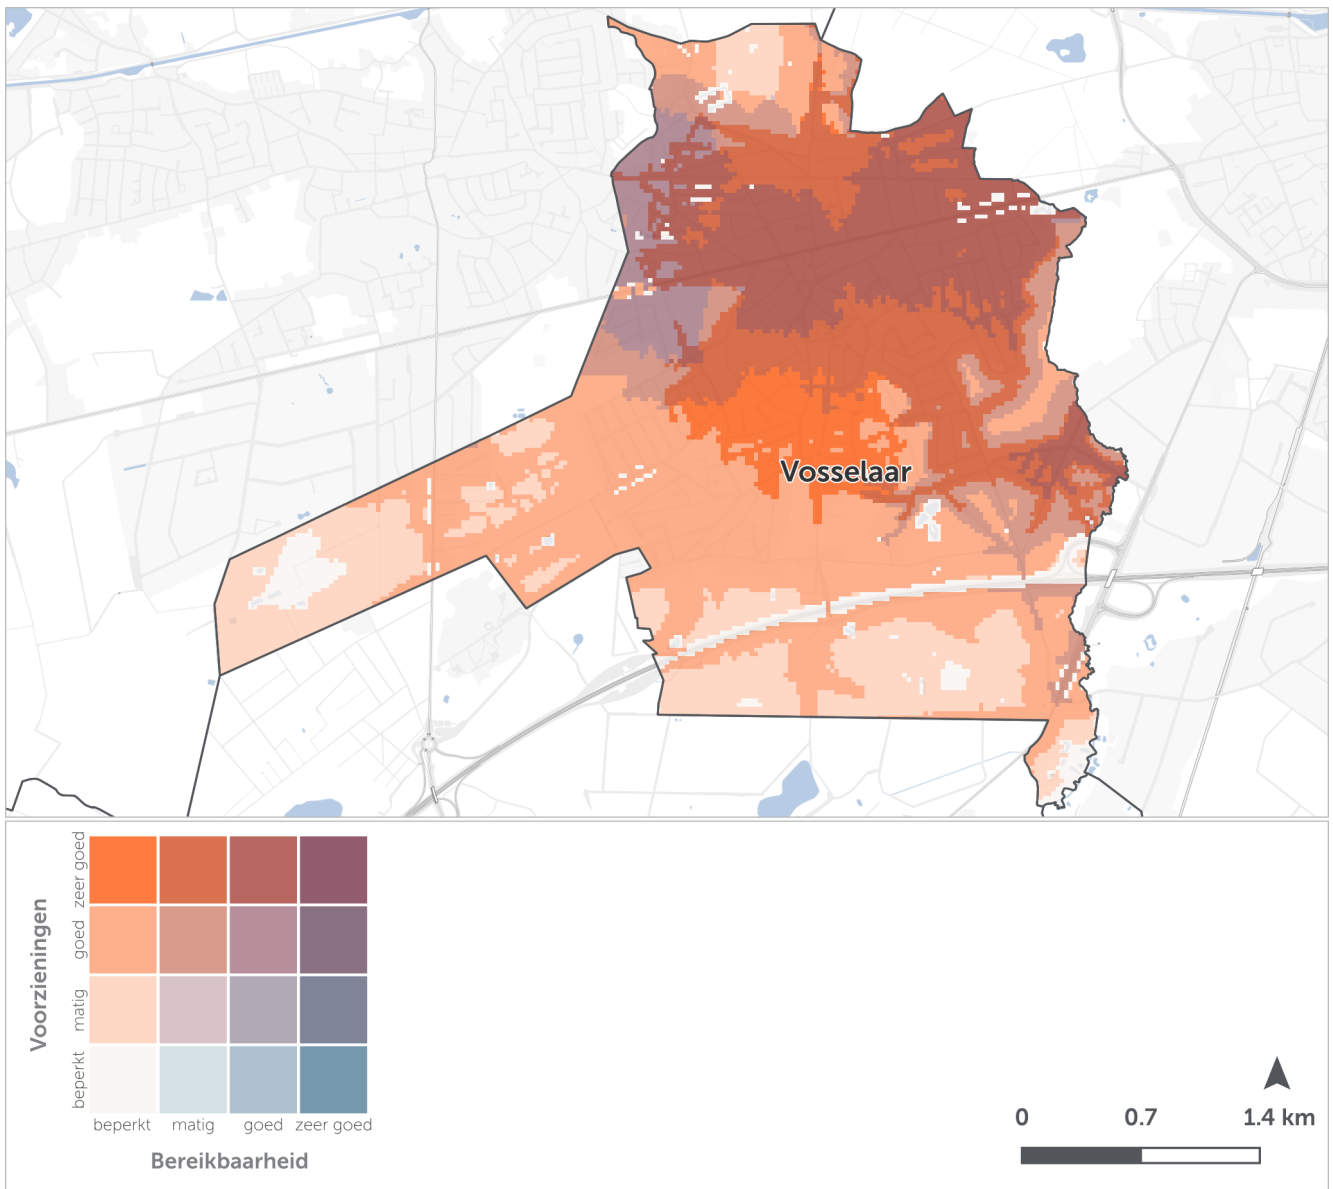 Vosselaar
Voorzieningen
zeer goed
goed
matig
beperkt
beperkt matig goed zeer goed
Bereikbaarheid
0 0.7 1.4 km